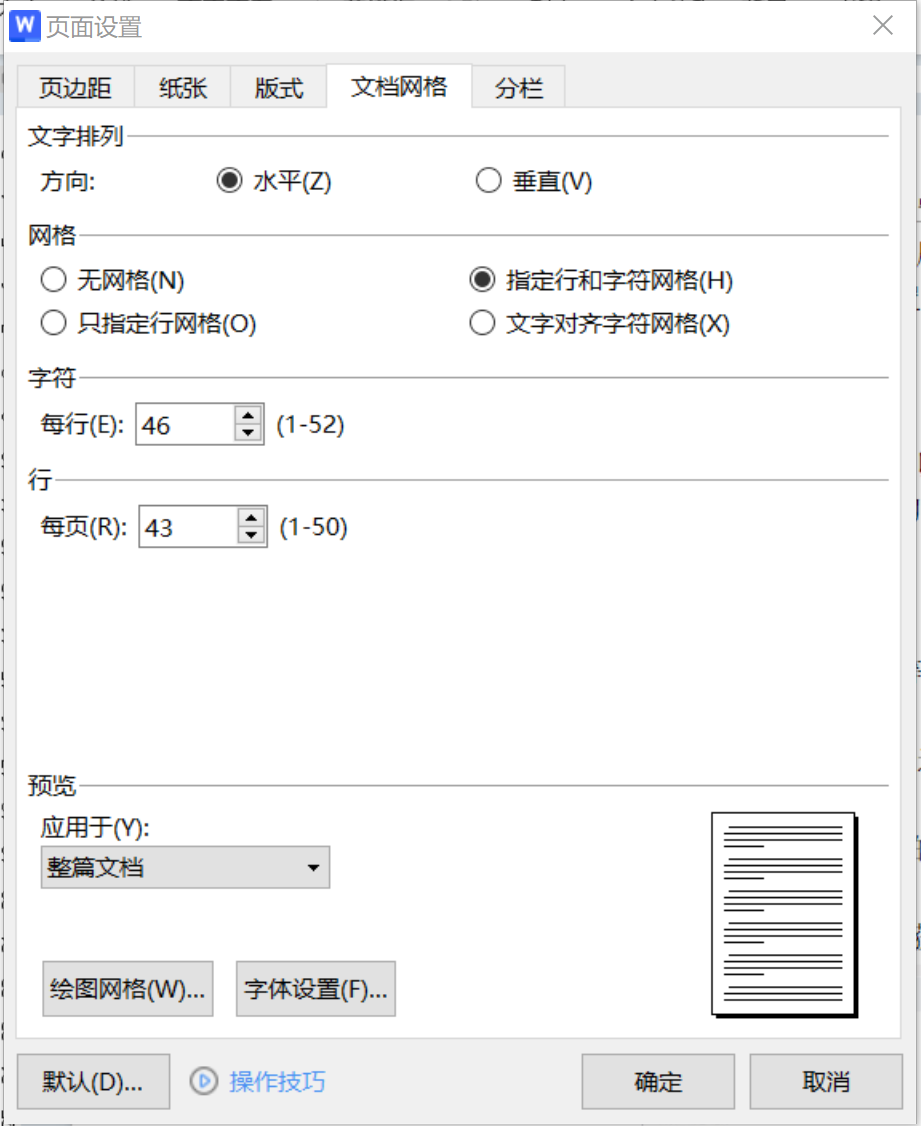 W 页面设置
页边距 纸张 版式 文档网格 分栏
文字排列
方向: 水平(Z) 垂直(V)
网格
无网格(N) 指定行和字符网格(H)
只指定行网格(O) 文字对齐字符网格(X)
字符
每行(E): 46 (1-52)
行
每页(R): 43 (1-50)
预览
应用于(Y):
整篇文档
绘图网格(W)... 字体设置(F)...
默认(D)... 操作技巧 确定 取消